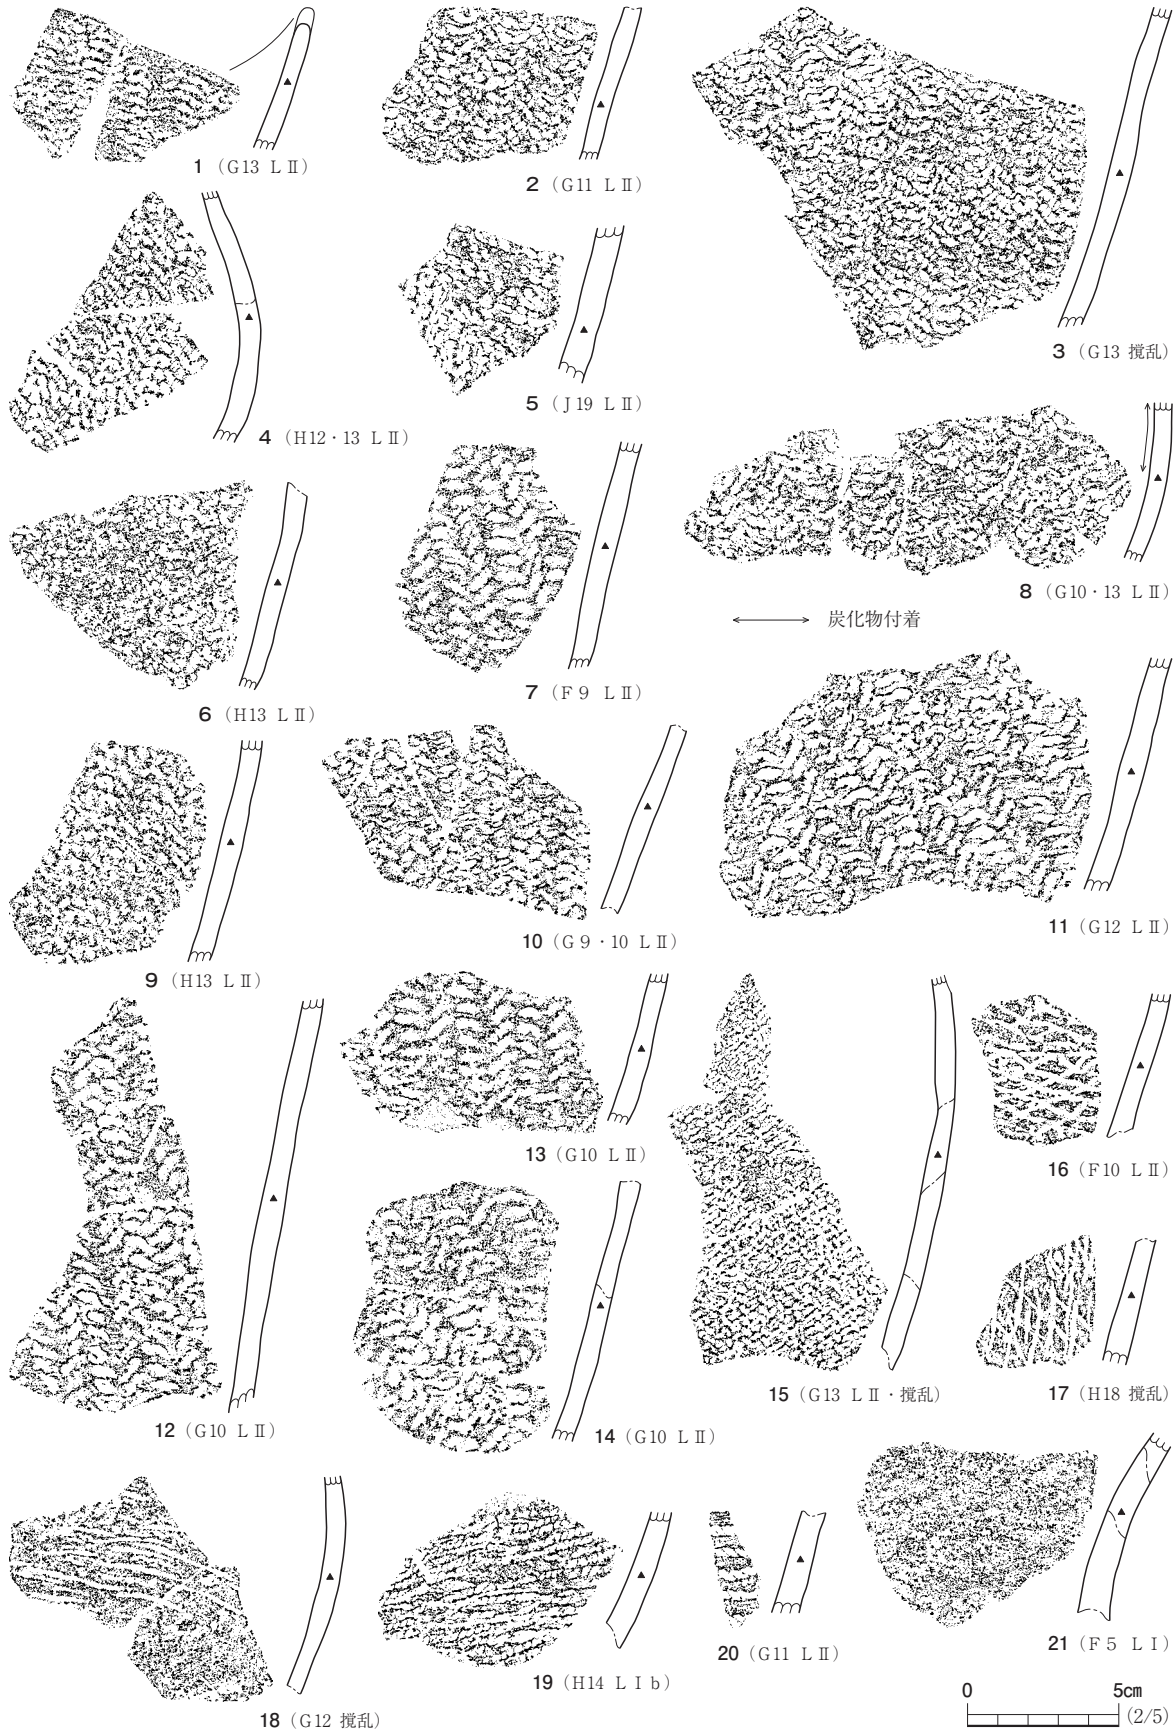 1 （G13 LⅡ）
2 （G11 LⅡ）
3 （G13 撹乱）
4 （H12・13 LⅡ）
5 （J19 LⅡ）
6 （H13 LⅡ）
7 （F9 LⅡ）
8 （G10・13 LⅡ）
炭化物付着
9 （H13 LⅡ）
10 （G9・10 LⅡ）
11 （G12 LⅡ）
12 （G10 LⅡ）
13 （G10 LⅡ）
14 （G10 LⅡ）
15 （G13 LⅡ・撹乱）
16 （F10 LⅡ）
17 （H18 撹乱）
18 （G12 撹乱）
19 （H14 LⅠb）
20 （G11 LⅡ）
21 （F5 LⅠ）
0 5㎝
（2/5）